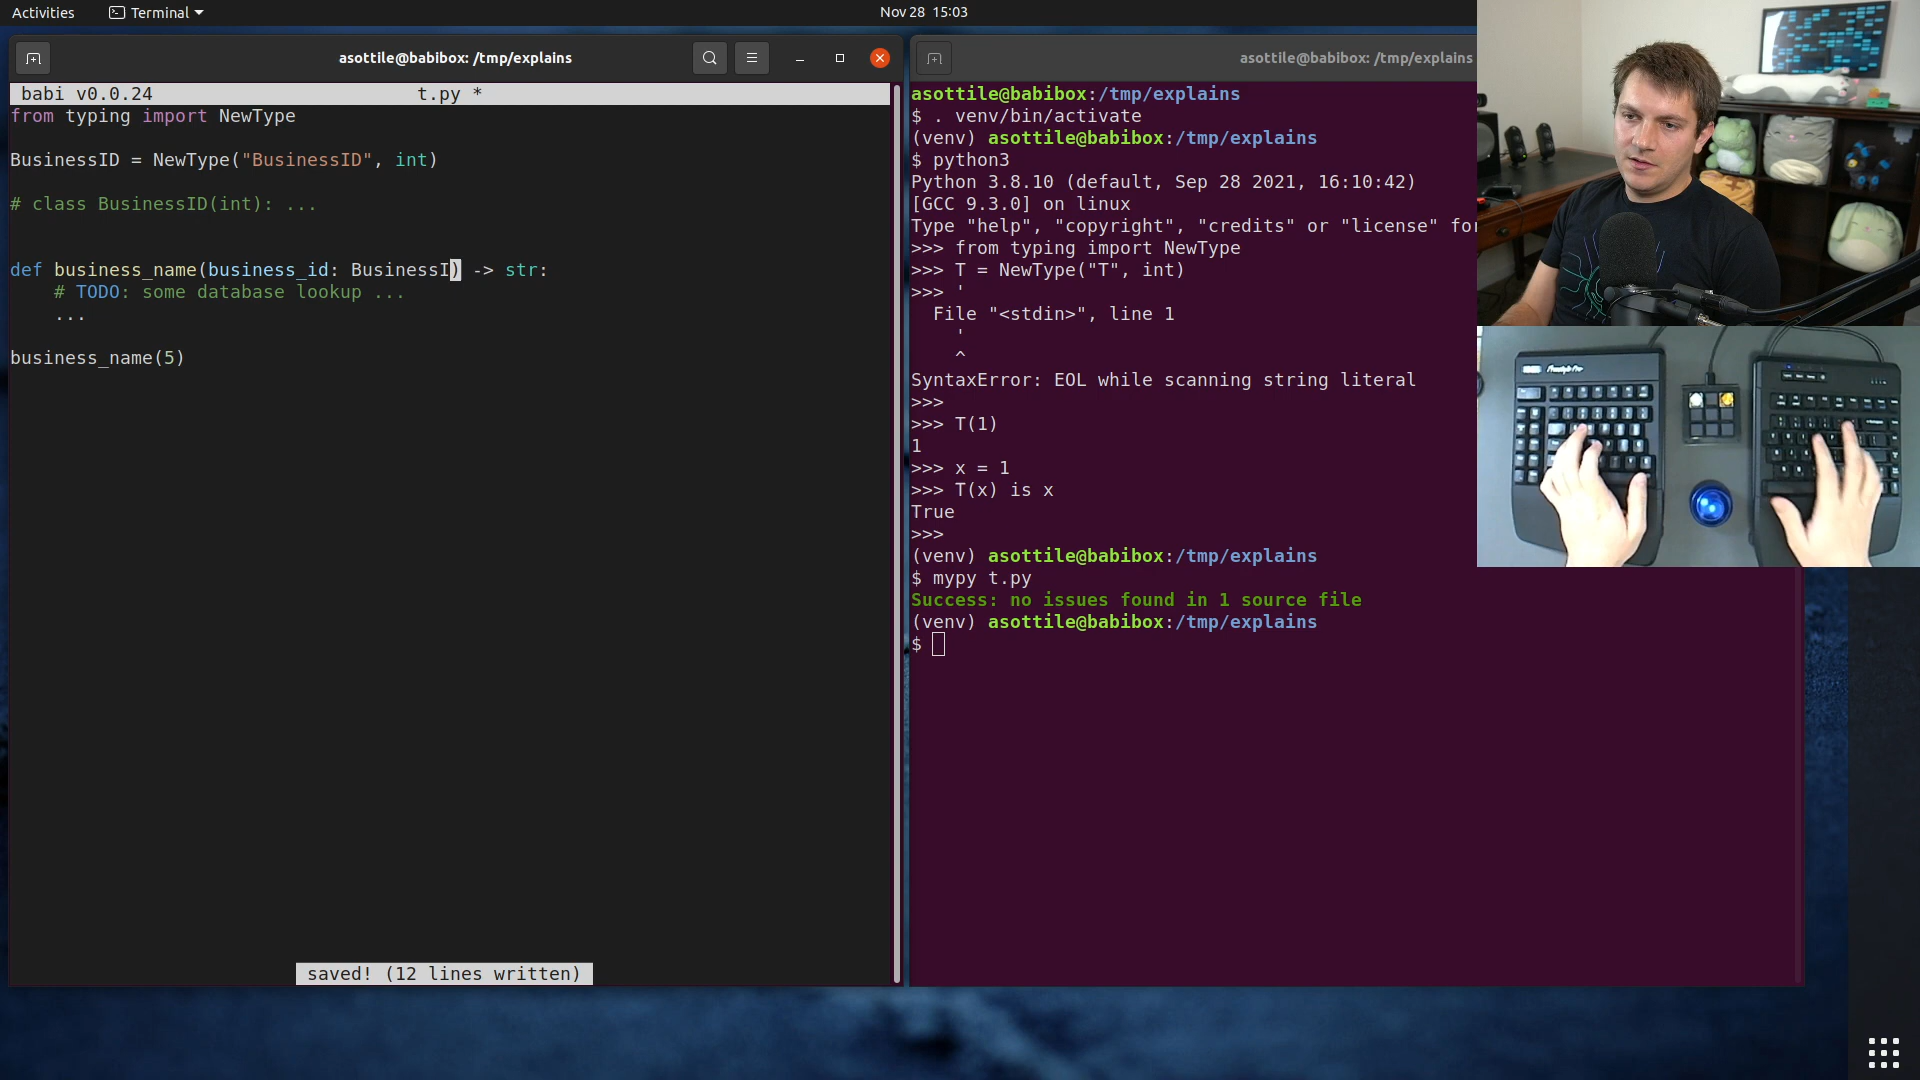 Activities
Terminal
Nov 28 15:03
asottile@babibox: /tmp/explains
babi v0.0.24 t.py *
from typing import NewType
BusinessID = NewType("BusinessID", int)
# class BusinessID(int): ...
def business_name(business_id: BusinessI) -> str:
# TODO: some database lookup ...
...
business_name(5)
saved! (12 lines written)
asottile@babibox: /tmp/explains
asottile@babibox:/tmp/explains
$ . venv/bin/activate
(venv) asottile@babibox:/tmp/explains
$ python3
Python 3.8.10 (default, Sep 28 2021, 16:10:42)
[GCC 9.3.0] on linux
Type "help", "copyright", "credits" or "license" for
>>> from typing import NewType
>>> T = NewType("T", int)
>>> '
File "<stdin>", line 1
'
^
SyntaxError: EOL while scanning string literal
>>>
>>> T(1)
1
>>> x = 1
>>> T(x) is x
True
>>>
(venv) asottile@babibox:/tmp/explains
$ mypy t.py
Success: no issues found in 1 source file
(venv) asottile@babibox:/tmp/explains
$
Freestyle Pro